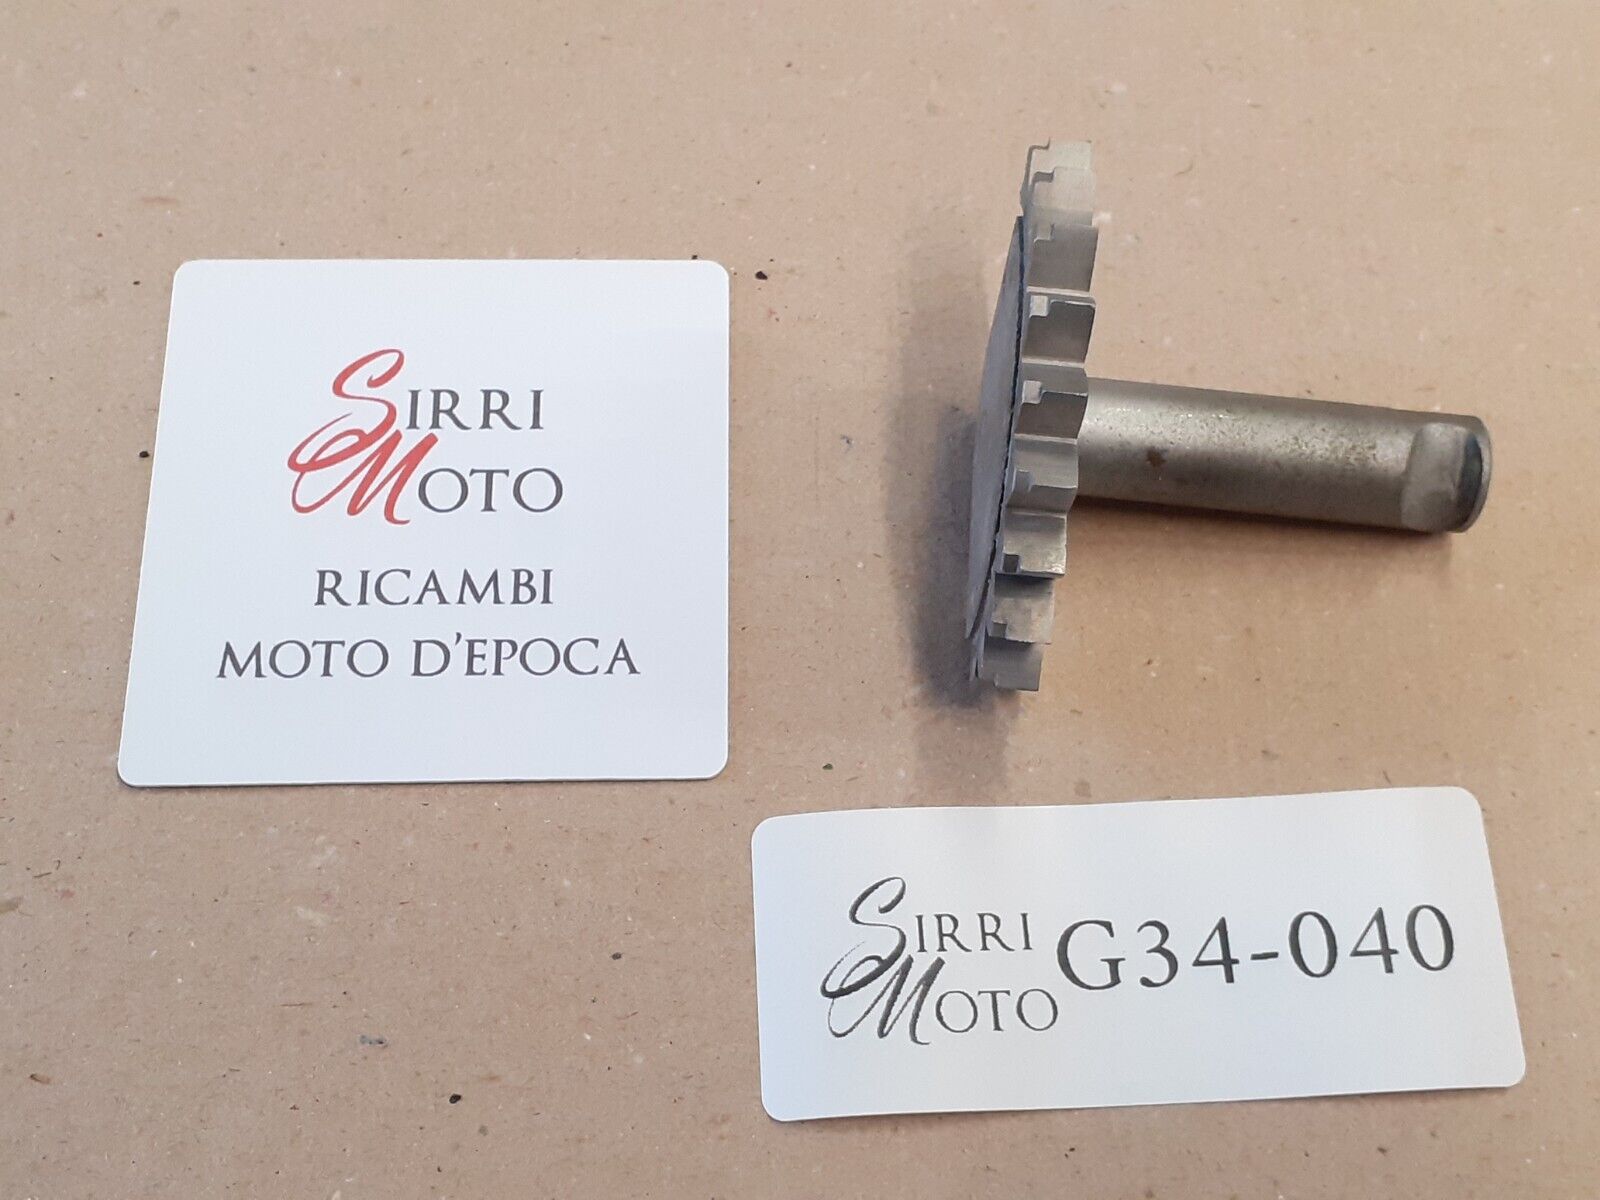 SIRRI
MOTO
RICAMBI
MOTO D'EPOCA
SIRRI
MOTO
G34-040